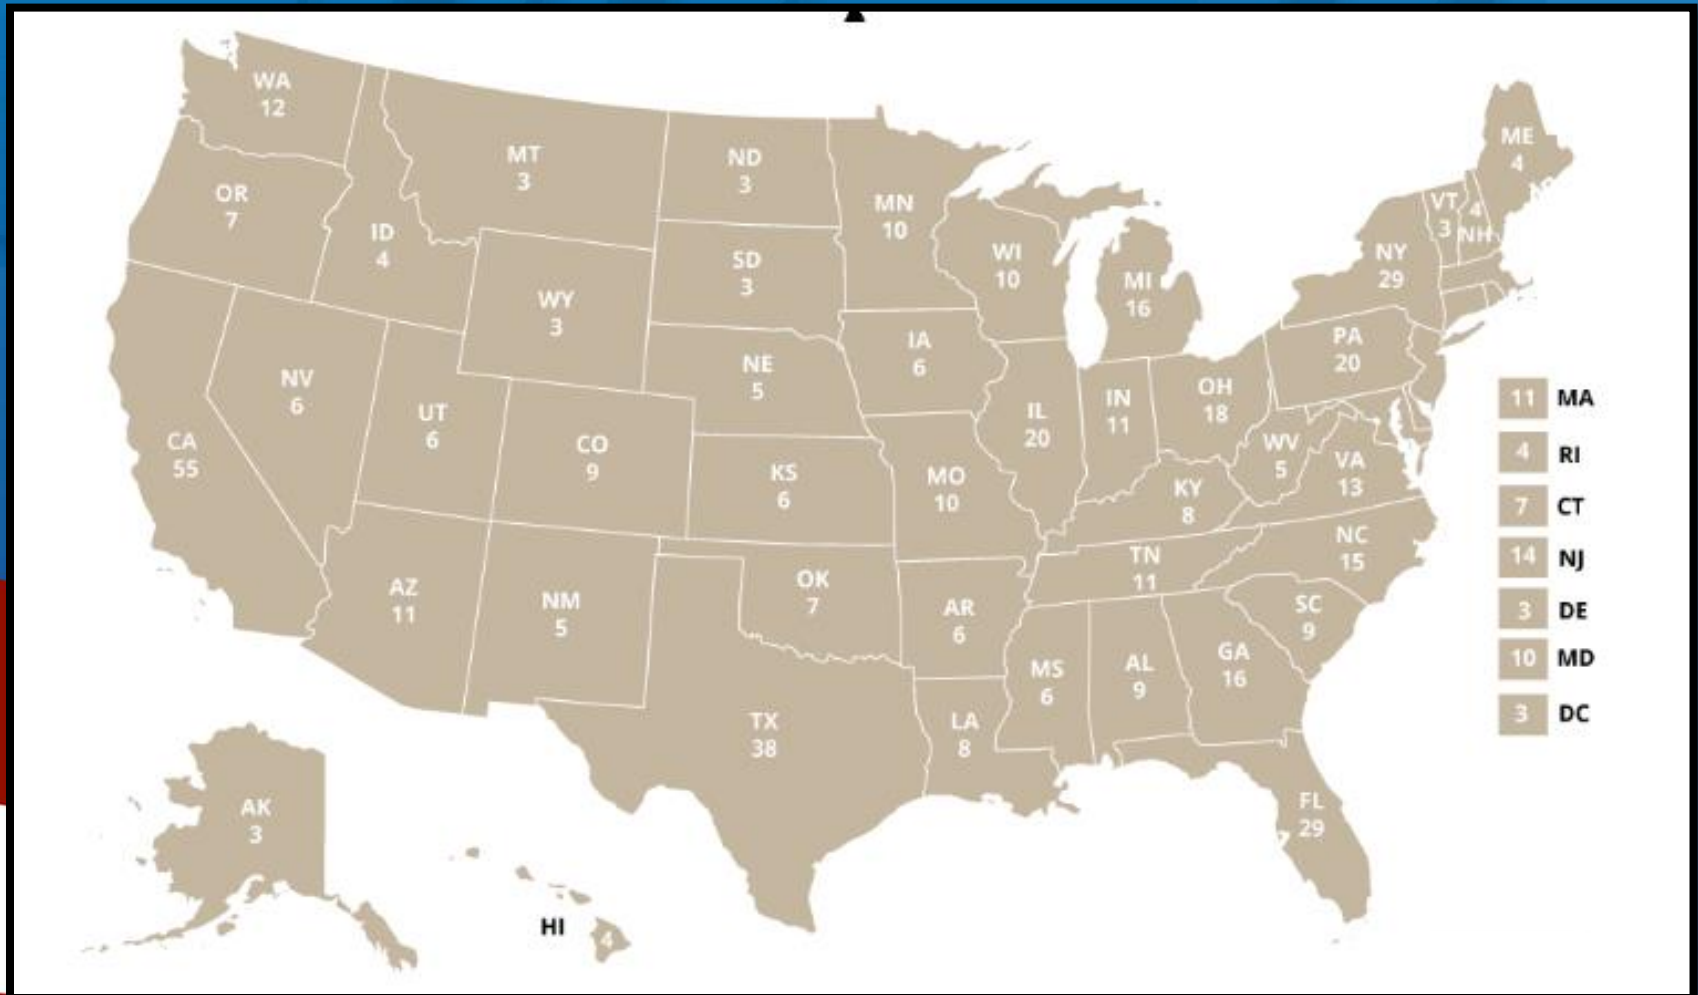 WA
12
OR
7
CA
55
ID
4
NV
6
MT
3
WY
3
UT
6
AZ
11
CO
9
NM
5
ND
3
SD
3
NE
5
KS
6
OK
7
TX
38
MN
10
IA
6
MO
10
AR
6
LA
8
WI
10
IL
20
MI
16
IN
11
OH
18
KY
8
TN
11
MS
6
AL
9
GA
16
FL
29
SC
9
NC
15
VA
13
WV
5
PA
20
NY
29
VT
3
4
NH
ME
4
11 MA
4 RI
7 CT
14 NJ
3 DE
10 MD
3 DC
AK
3
HI
4